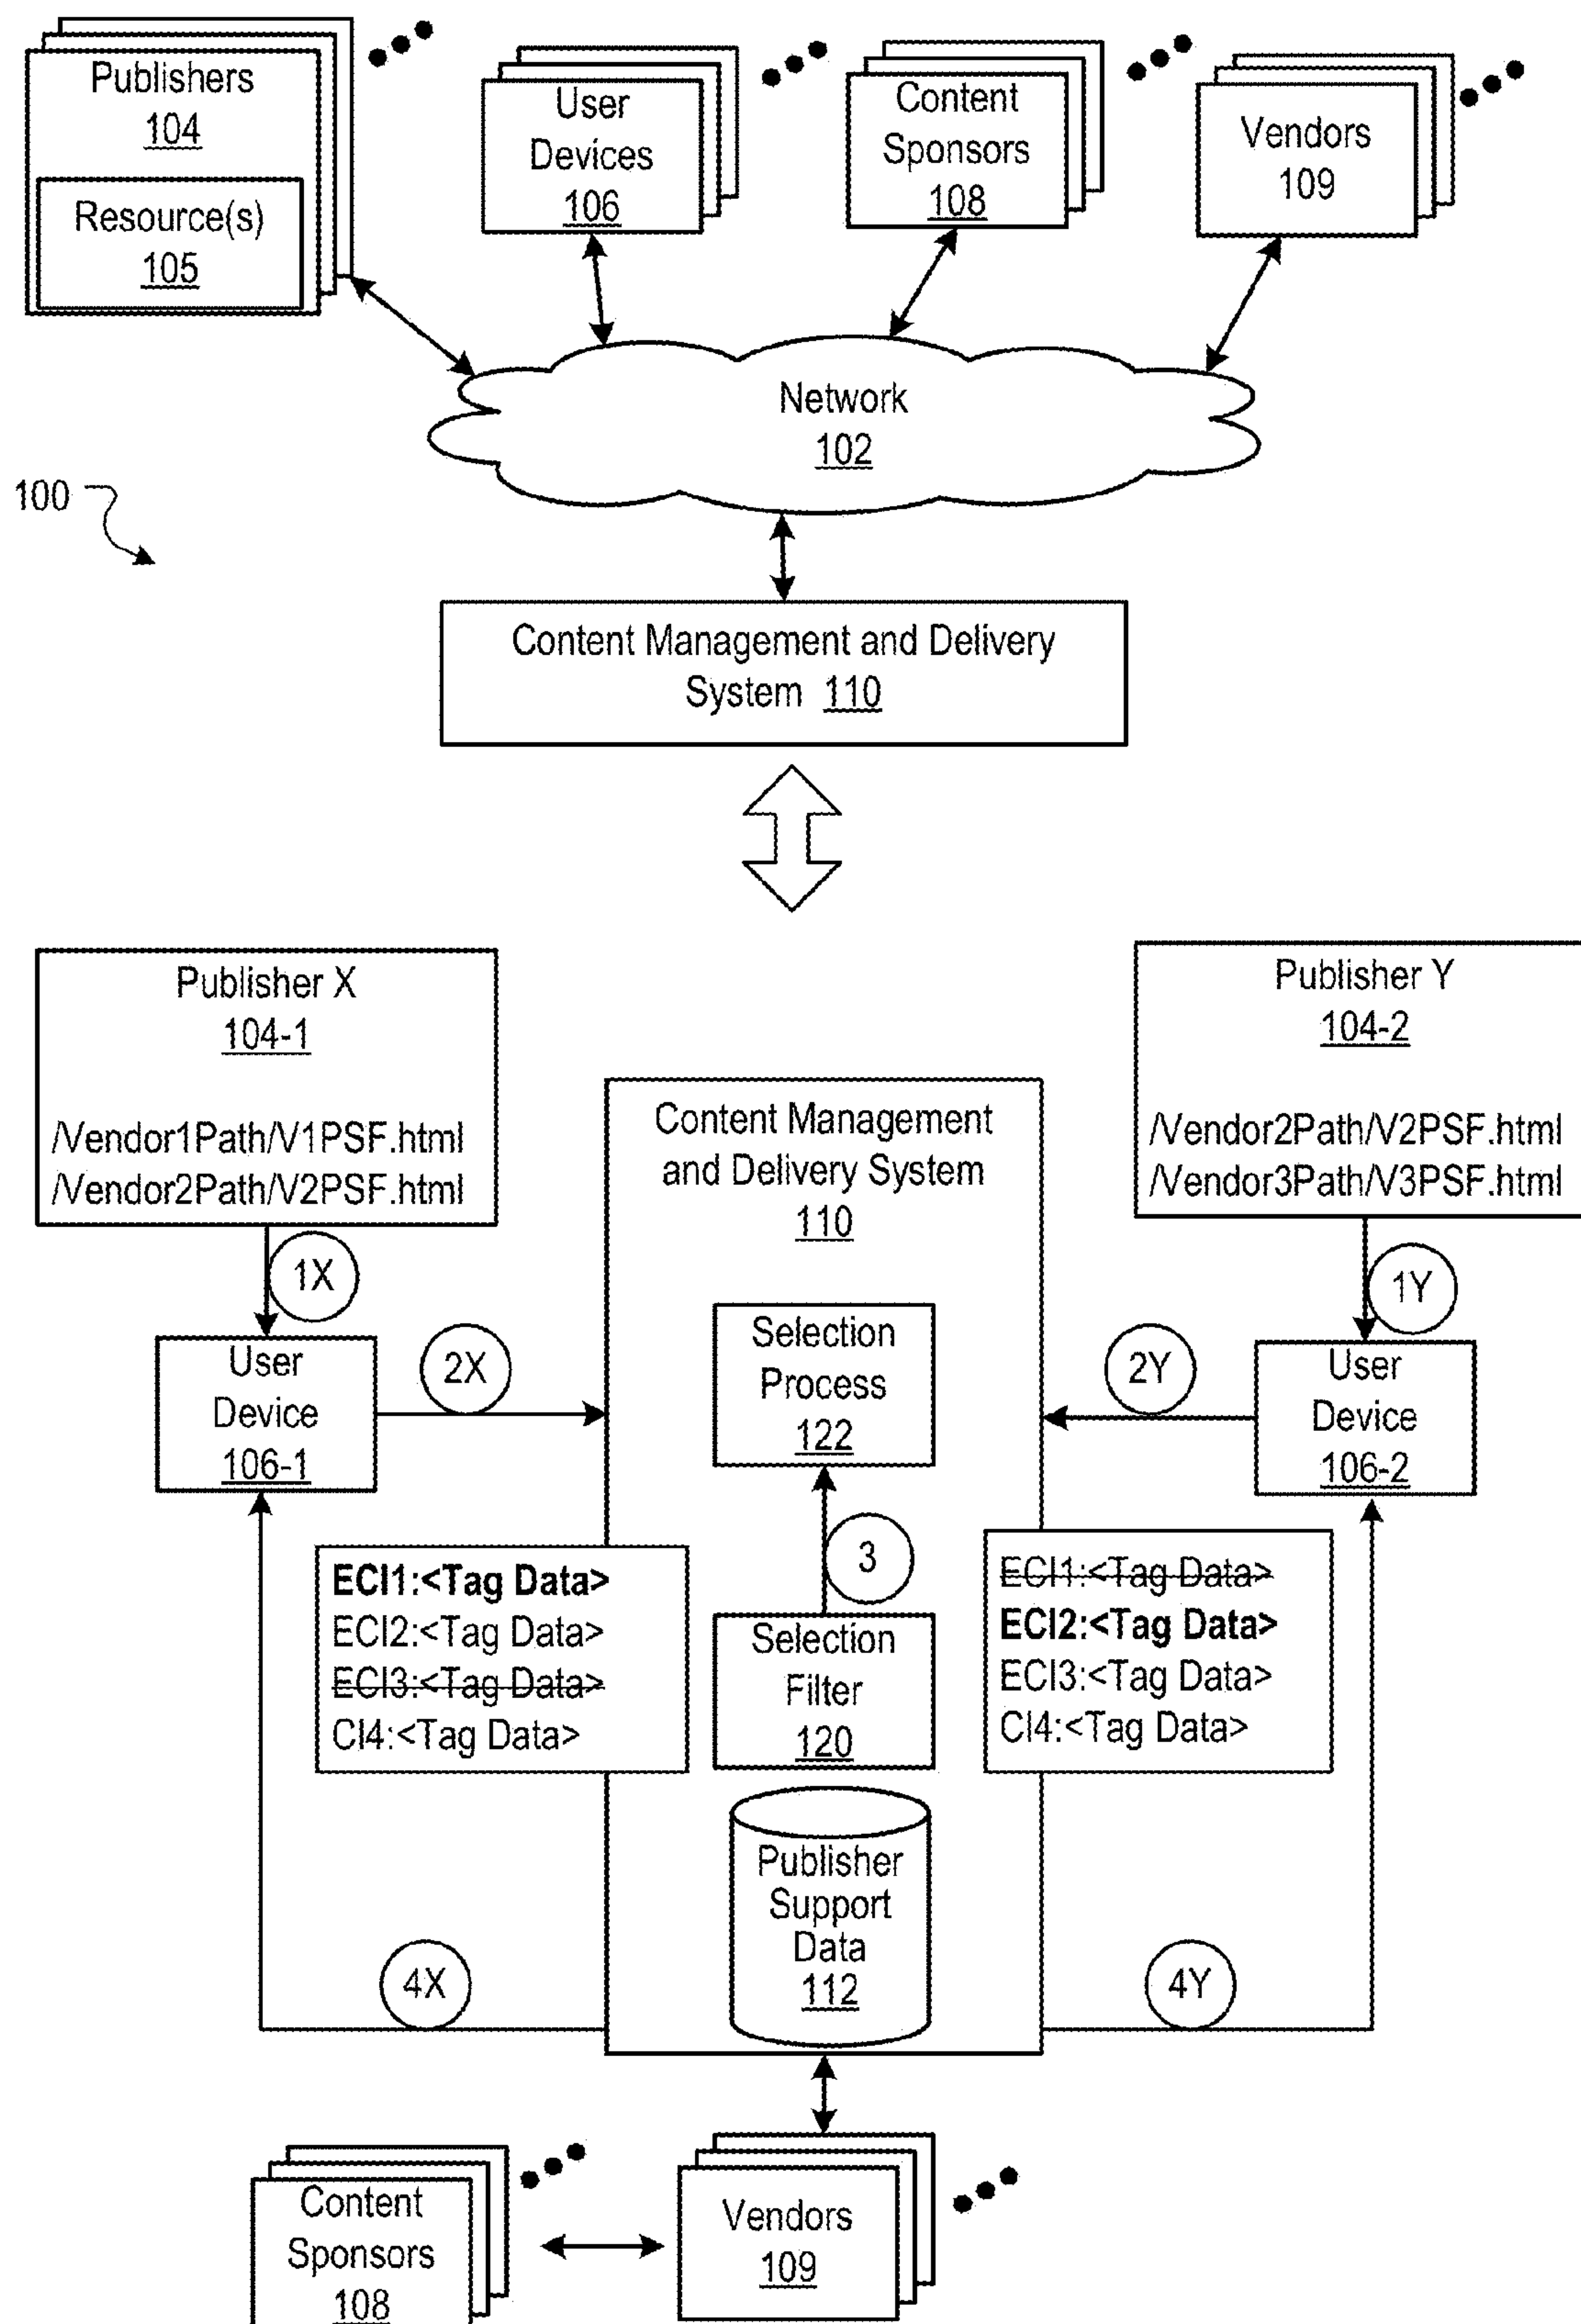 Publishers
104
Resource(s)
105
User
Devices
106
Content
Sponsors
108
Vendors
109
Network
102
100
Content Management and Delivery
System 110
Publisher X
104-1
/Vendor1Path/V1PSF.html
/Vendor2Path/V2PSF.html
Publisher Y
104-2
/Vendor2Path/V2PSF.html
/Vendor3Path/V3PSF.html
Content Management
and Delivery System
110
1X
1Y
User
Device
106-1
2X
Selection
Process
122
2Y
User
Device
106-2
ECI1:<Tag Data>
ECI2:<Tag Data>
ECI3:<Tag Data>
CI4:<Tag Data>
3
Selection
Filter
120
ECI1:<Tag Data>
ECI2:<Tag Data>
ECI3:<Tag Data>
CI4:<Tag Data>
Publisher
Support
Data
112
4X
4Y
Content
Sponsors
108
Vendors
109